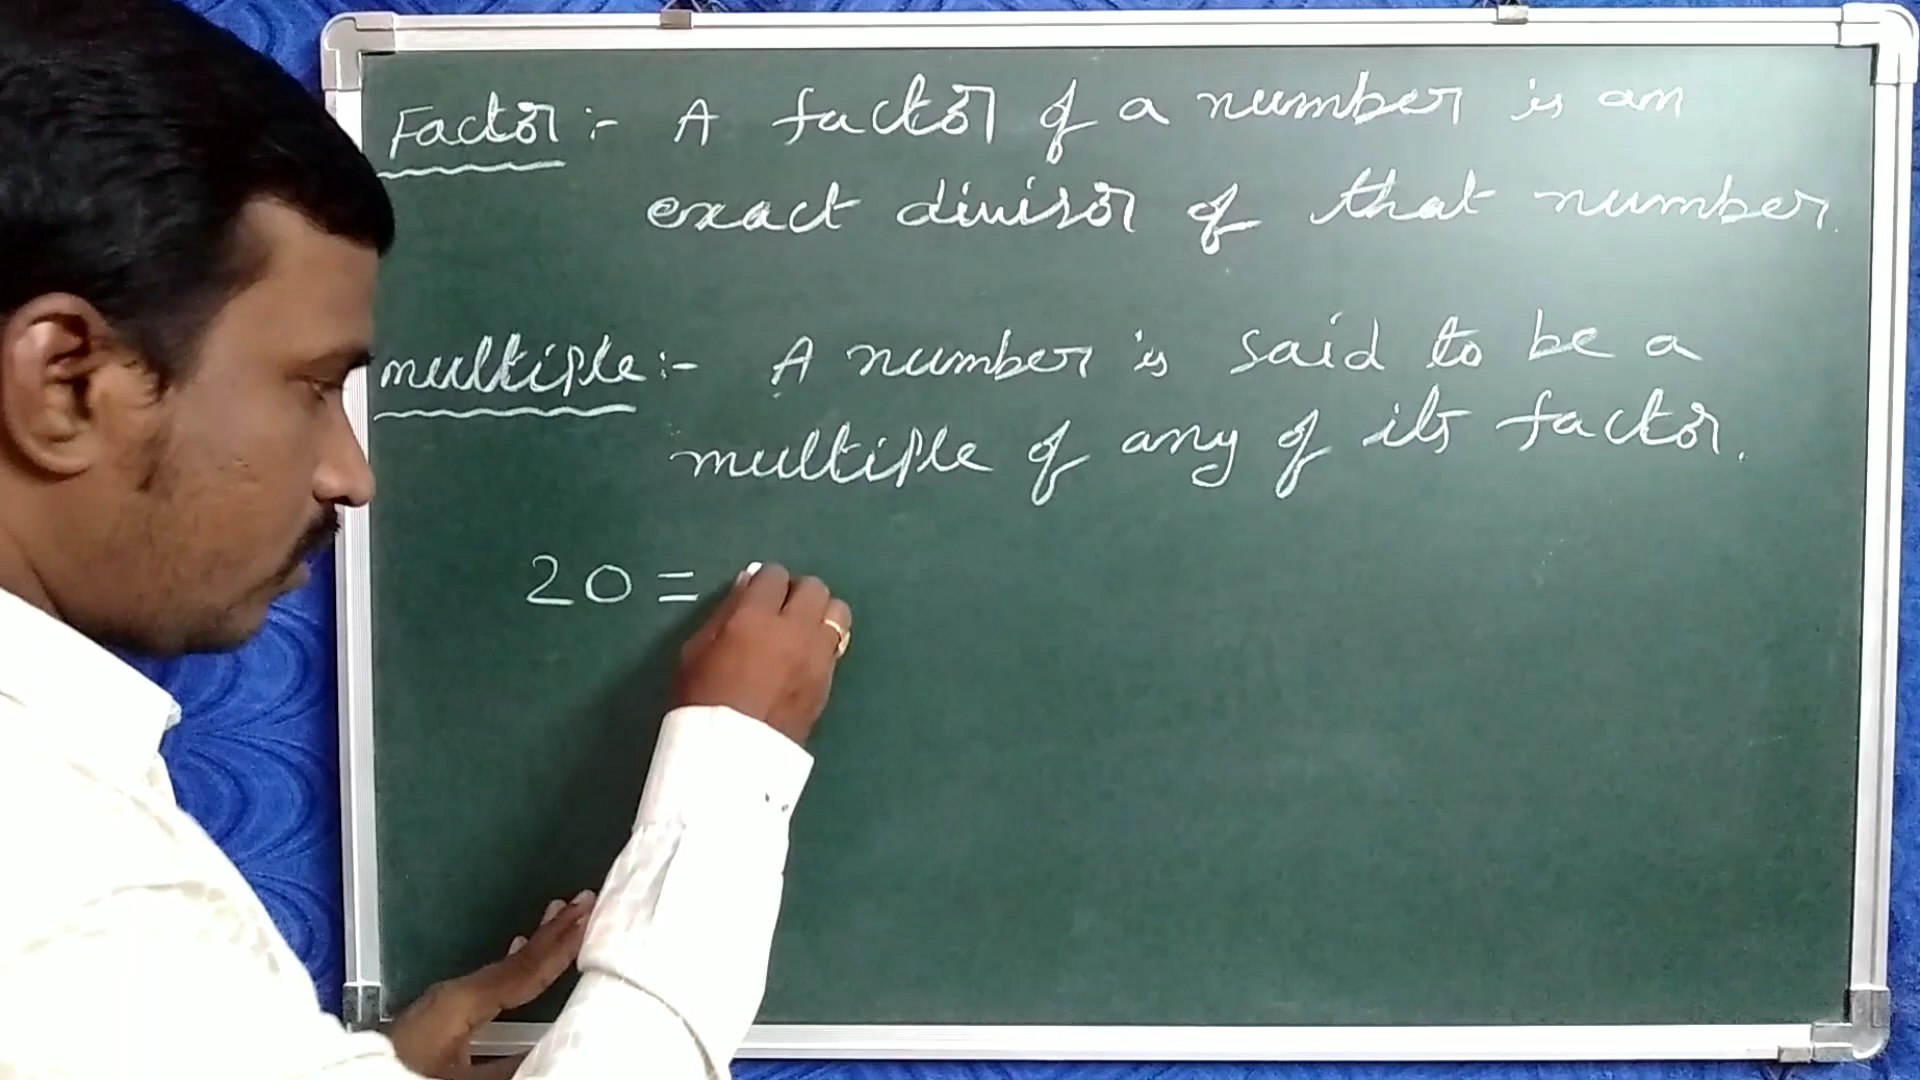 Factor :- A factor of a number is an
exact divisor of that number.
multiple :- A number is said to be a
multiple of any of its factor.
20 =